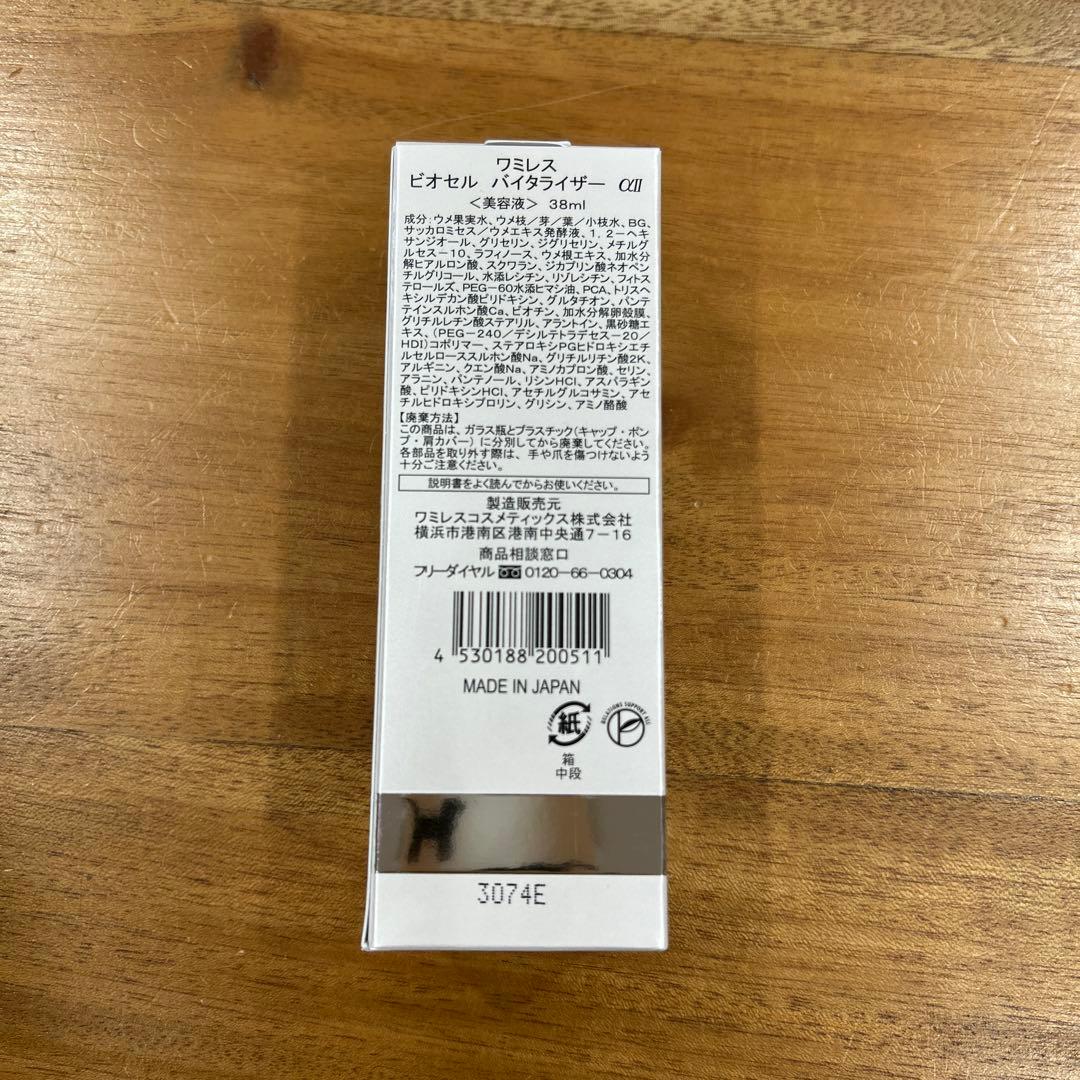 ワミレス
ビオセル バイタライザー αII
＜美容液＞ 38ml
成分：ウメ果実水、ウメ枝／芽／葉／小枝水、BG、
サッカロミセス／ウメエキス発酵液、1，2－ヘキ
サンジオール、グリセリン、ジグリセリン、メチルグ
ルセス－10、ラフィノース、ウメ根エキス、加水分
解ヒアルロン酸、スクワラン、ジカプリン酸ネオペン
チルグリコール、水添レシチン、リゾレシチン、フィトス
テロールズ、PEG－60水添ヒマシ油、PCA、トリスヘ
キシルデカン酸ピリドキシン、グルタチオン、パンテ
テインスルホン酸Ca、ビオチン、加水分解卵殻膜、
グリチルレチン酸ステアリル、アラントイン、黒砂糖エ
キス、（PEG－240／デシルテトラデセス－20／
HDI）コポリマー、ステアロキシPGヒドロキシエチ
ルセルローススルホン酸Na、グリチルリチン酸2K、
アルギニン、クエン酸Na、アミノカプロン酸、セリン、
アラニン、パンテノール、リシンHCl、アスパラギン
酸、ピリドキシンHCl、アセチルグルコサミン、アセ
チルヒドロキシプロリン、グリシン、アミノ酪酸
【廃棄方法】
この商品は、ガラス瓶とプラスチック（キャップ・ポン
プ・肩カバー）に分別してから廃棄してください。
各部品を取り外す際は、手や爪を傷つけないよう
十分ご注意ください。
説明書をよく読んでからお使いください。
製造販売元
ワミレスコスメティックス株式会社
横浜市港南区港南中央通7－16
商品相談窓口
フリーダイヤル 0120－66－0304
4 530188 200511
MADE IN JAPAN
紙
RELATIONS SUPPORT ALL
箱
中段
3074E